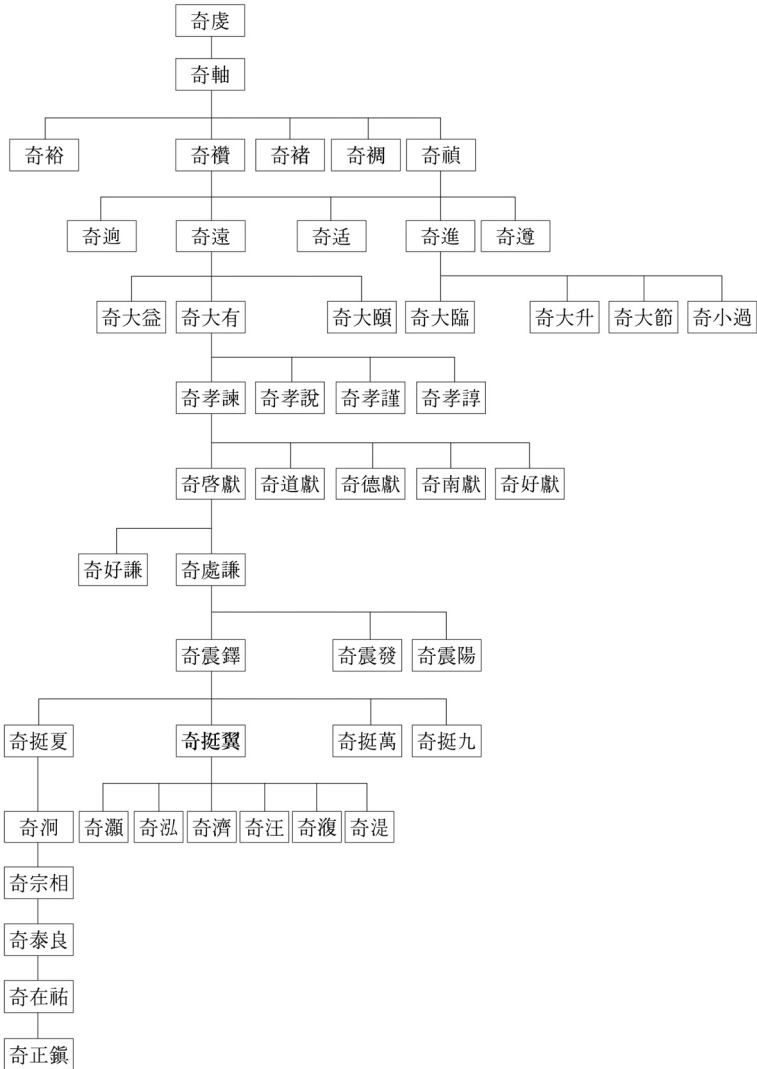 奇虔
奇軸
奇裕 奇禶 奇褚 奇裯 奇禎
奇逈 奇遠 奇适 奇進 奇遵
奇大益 奇大有 奇大頤 奇大臨 奇大升 奇大節 奇小過
奇孝諫 奇孝說 奇孝謹 奇孝諄
奇啓獻 奇道獻 奇德獻 奇南獻 奇好獻
奇好謙 奇處謙
奇震鐸 奇震發 奇震陽
奇挺夏 奇挺翼 奇挺萬 奇挺九
奇泂 奇灝 奇泓 奇濟 奇汪 奇澓 奇湜
奇宗相
奇泰良
奇在祐
奇正鎭